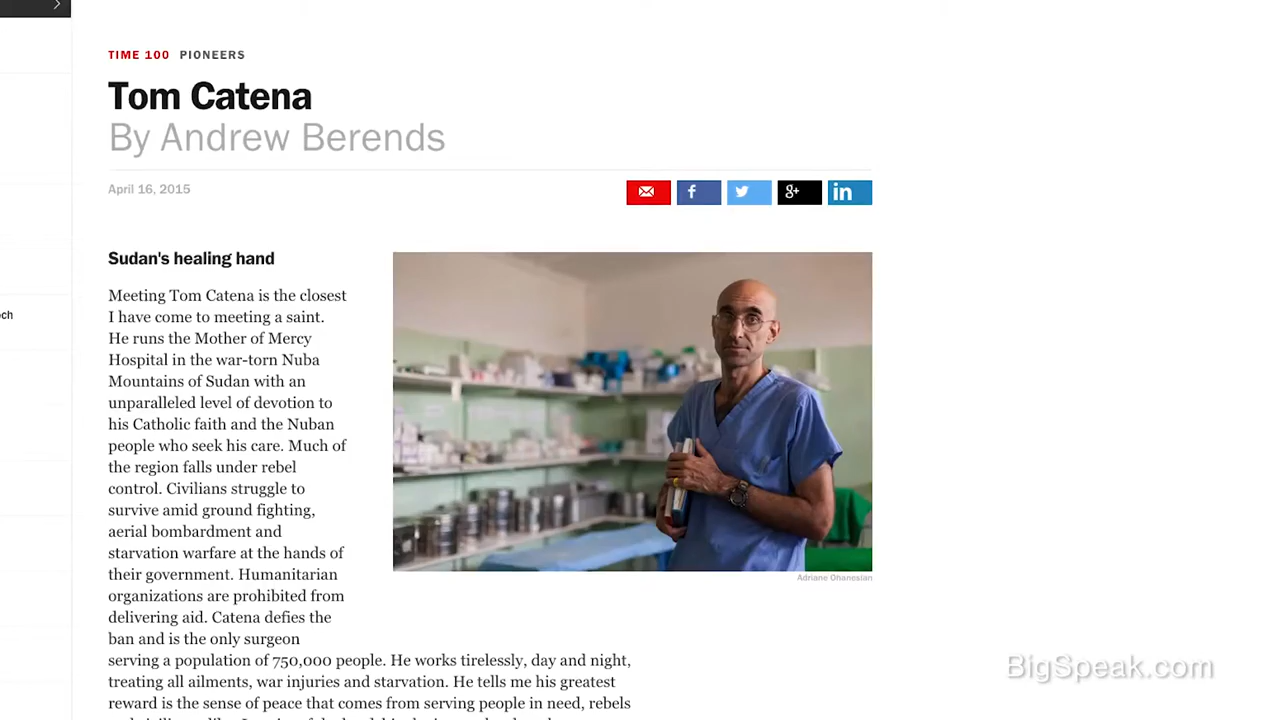 TIME 100 PIONEERS
Tom Catena
By Andrew Berends
April 16, 2015
f
g+
in
Sudan's healing hand
Meeting Tom Catena is the closest
I have come to meeting a saint.
He runs the Mother of Mercy
Hospital in the war-torn Nuba
Mountains of Sudan with an
unparalleled level of devotion to
his Catholic faith and the Nuban
people who seek his care. Much of
the region falls under rebel
control. Civilians struggle to
survive amid ground fighting,
aerial bombardment and
starvation warfare at the hands of
their government. Humanitarian
organizations are prohibited from
delivering aid. Catena defies the
ban and is the only surgeon
serving a population of 750,000 people. He works tirelessly, day and night,
treating all ailments, war injuries and starvation. He tells me his greatest
reward is the sense of peace that comes from serving people in need, rebels
Adriane Ohanesian
BigSpeak.com